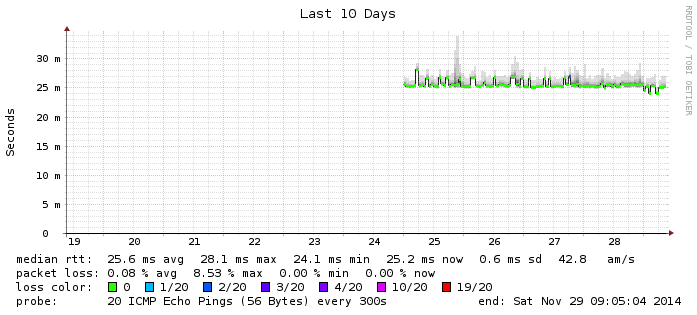 Last 10 Days
RRDTOOL / TOBI OETIKER
Seconds
30 m
25 m
20 m
15 m
10 m
5 m
0
19 20 21 22 23 24 25 26 27 28
median rtt: 25.6 ms avg 28.1 ms max 24.1 ms min 25.2 ms now 0.6 ms sd 42.8 am/s
packet loss: 0.08 % avg 8.53 % max 0.00 % min 0.00 % now
loss color: 0 1/20 2/20 3/20 4/20 10/20 19/20
probe: 20 ICMP Echo Pings (56 Bytes) every 300s end: Sat Nov 29 09:05:04 2014